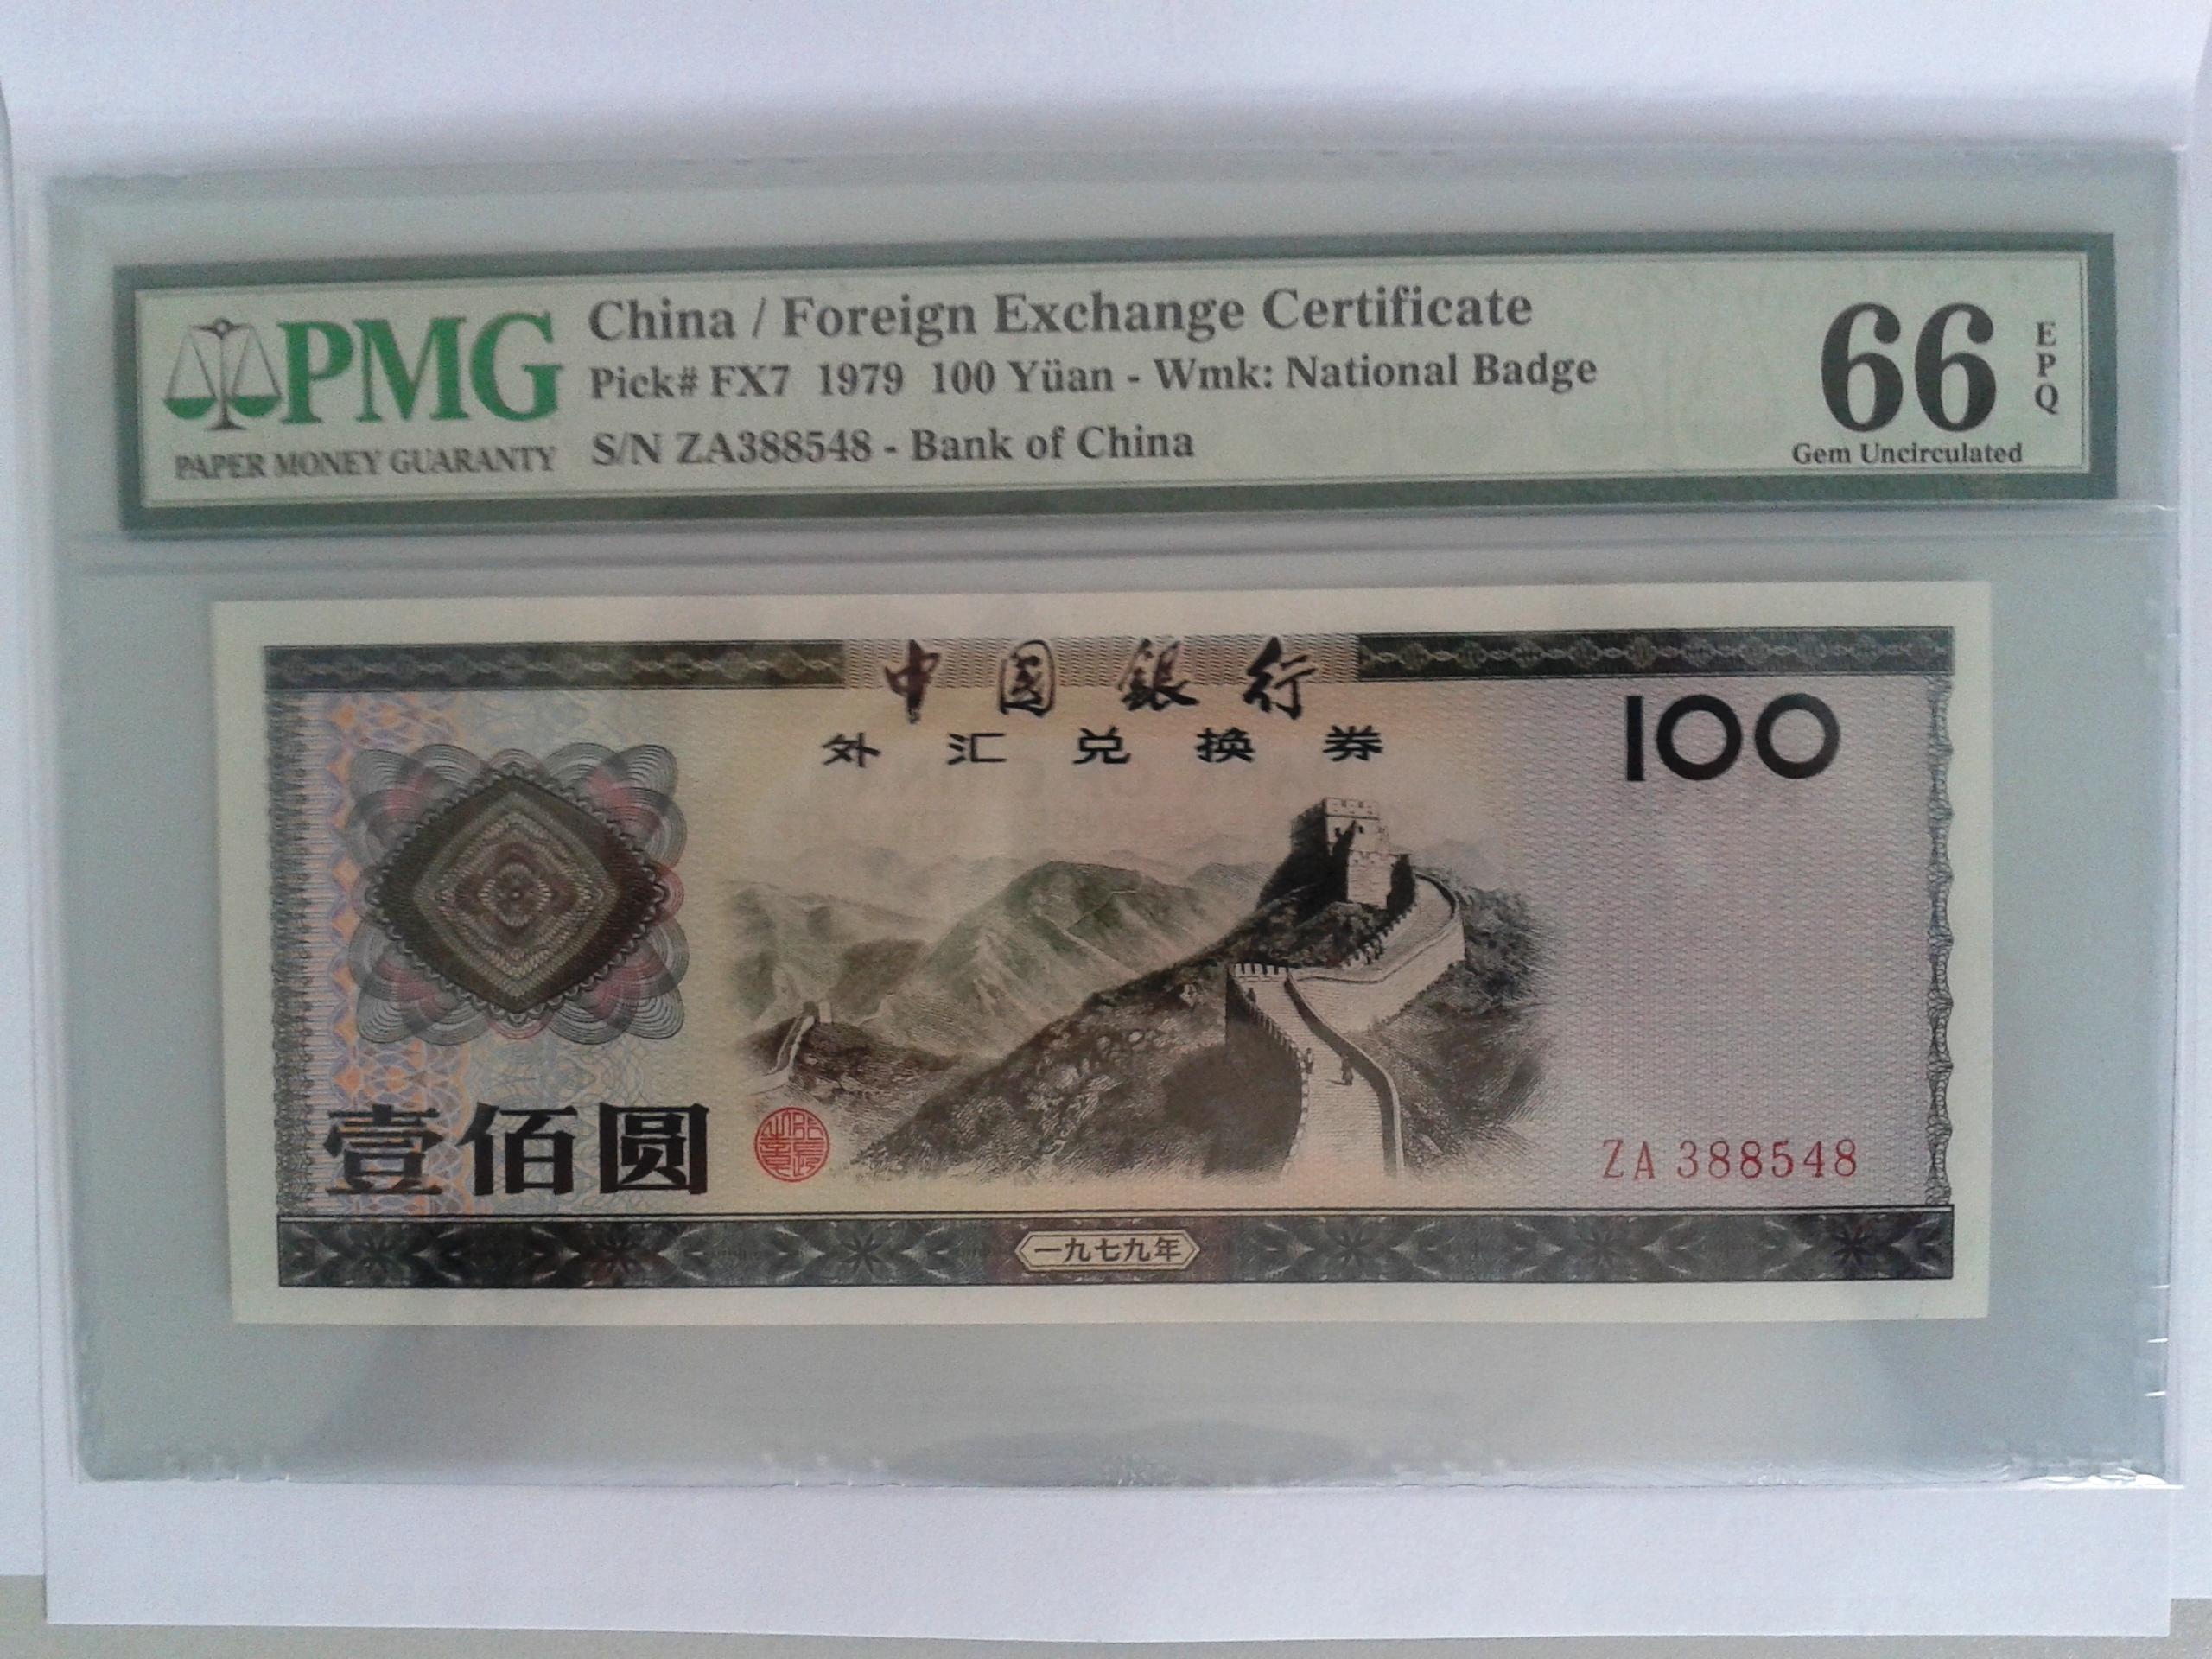 PMG
PAPER MONEY GUARANTY
China / Foreign Exchange Certificate
Pick# FX7 1979 100 Yüan - Wmk: National Badge
S/N ZA388548 - Bank of China
66
EPQ
Gem Uncirculated
中國銀行
外汇兑换券
100
壹佰圆
ZA 388548
一九七九年